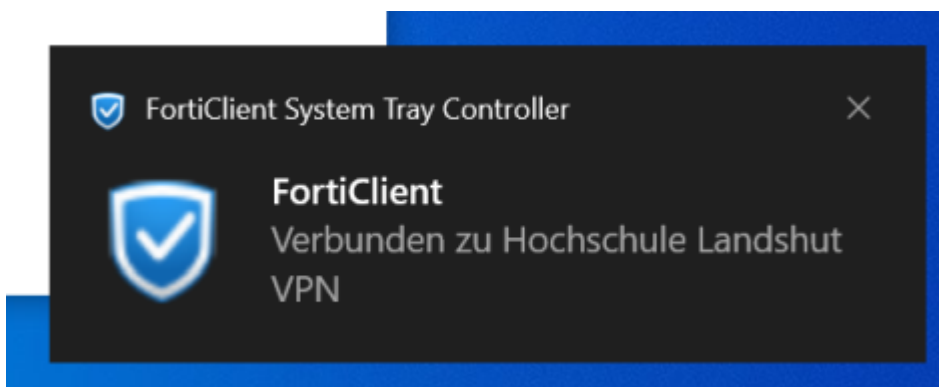 FortiClient System Tray Controller
FortiClient
Verbunden zu Hochschule Landshut
VPN